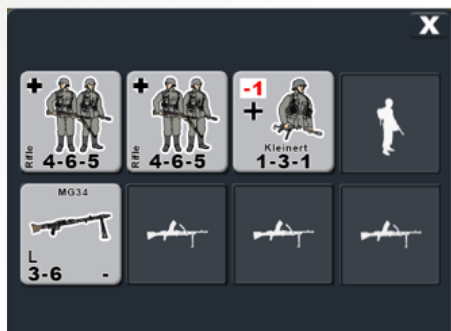 X
+
Rifle
4-6-5
+
Rifle
4-6-5
-1
+
Kleinert
1-3-1
MG34
L
3-6 -